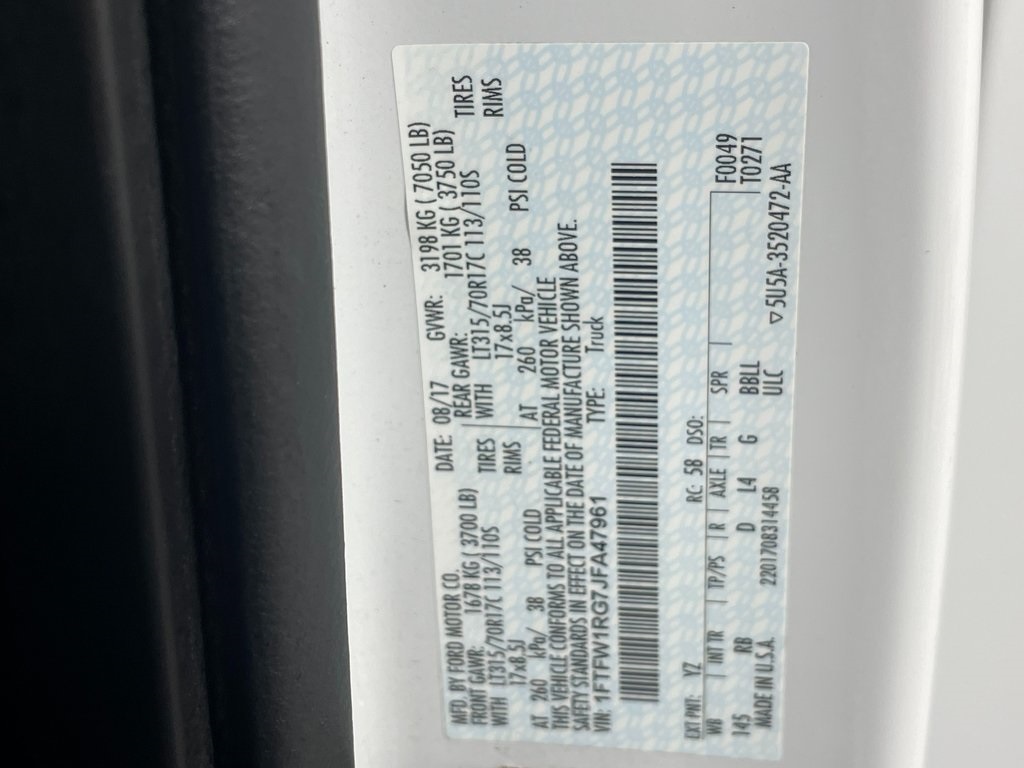 MFD. BY FORD MOTOR CO. DATE: 08/17 GVWR: 3198 KG ( 7050 LB)
FRONT GAWR: 1678 KG ( 3700 LB) REAR GAWR: 1701 KG ( 3750 LB)
WITH LT315/70R17C 113/110S TIRES WITH LT315/70R17C 113/110S TIRES
17x8.5J RIMS 17x8.5J RIMS
AT 260 kPa/ 38 PSI COLD AT 260 kPa/ 38 PSI COLD
THIS VEHICLE CONFORMS TO ALL APPLICABLE FEDERAL MOTOR VEHICLE
SAFETY STANDARDS IN EFFECT ON THE DATE OF MANUFACTURE SHOWN ABOVE.
VIN: 1FTFW1RG7JFA47961 TYPE: Truck
EXT PNT: YZ RC: 58 DSO: F0049
WB | INT TR | TP/PS | R | AXLE | TR | SPR | T0271
145 RB D L4 G BBLL
MADE IN U.S.A. 2201708314458 ULC ▽5U5A-3520472-AA